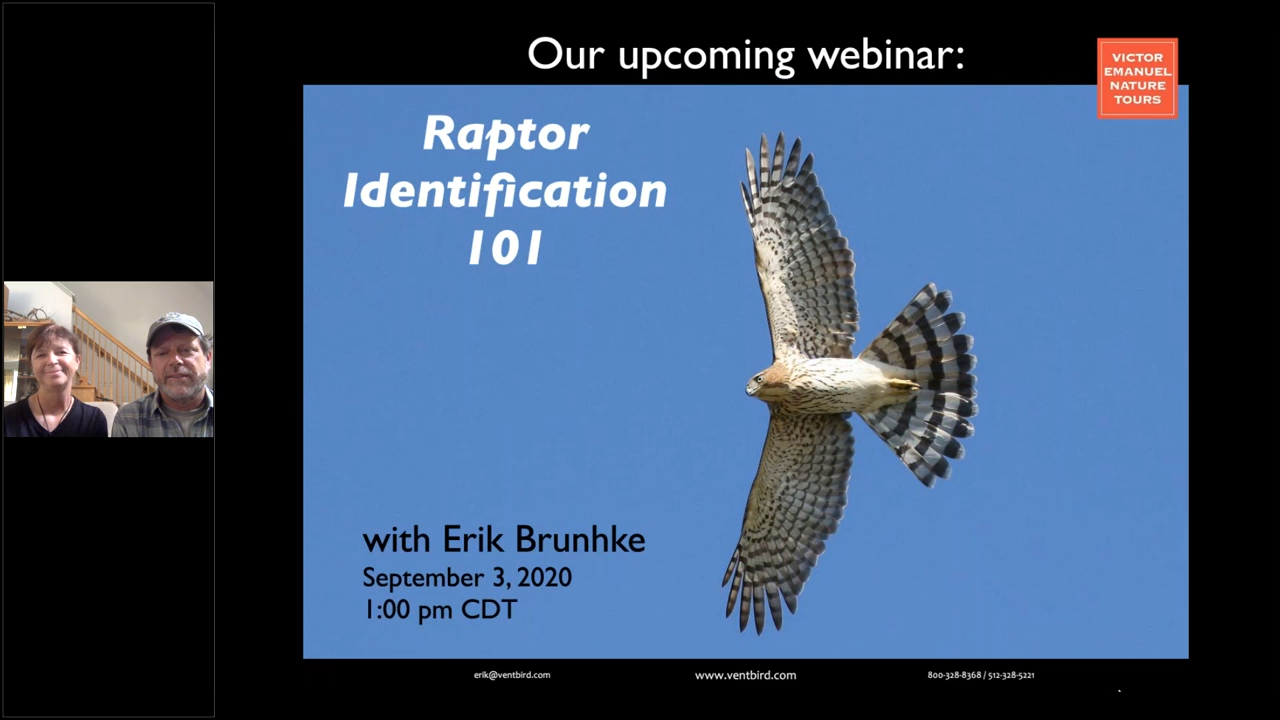 Our upcoming webinar:
VICTOR
EMANUEL
NATURE
TOURS
Raptor
Identification
101
with Erik Brunhke
September 3, 2020
1:00 pm CDT
erik@ventbird.com
www.ventbird.com
800-328-8368 / 512-328-5221